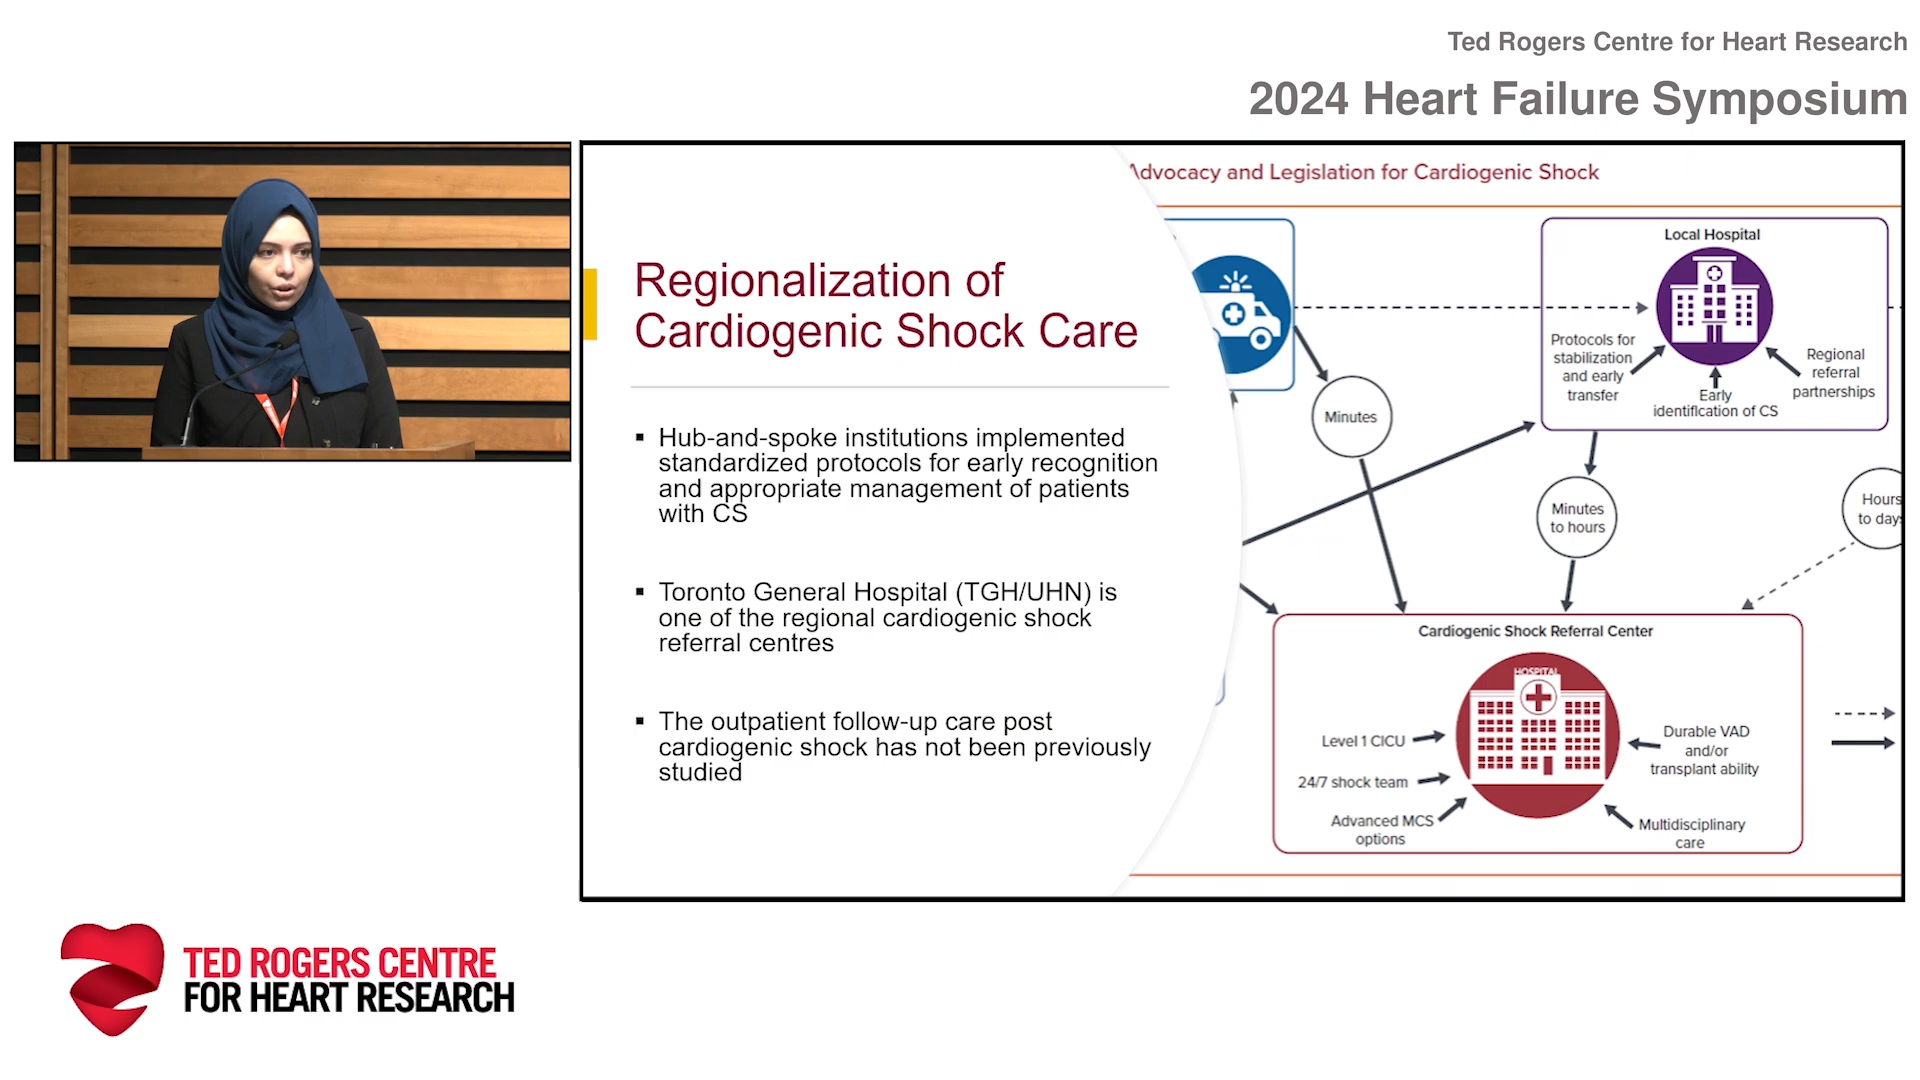 Ted Rogers Centre for Heart Research
2024 Heart Failure Symposium
Regionalization of
Cardiogenic Shock Care
▪ Hub-and-spoke institutions implemented
standardized protocols for early recognition
and appropriate management of patients
with CS
▪ Toronto General Hospital (TGH/UHN) is
one of the regional cardiogenic shock
referral centres
▪ The outpatient follow-up care post
cardiogenic shock has not been previously
studied
Advocacy and Legislation for Cardiogenic Shock
Local Hospital
Protocols for
stabilization
and early
transfer
Early
identification of CS
Regional
referral
partnerships
Minutes
Minutes
to hours
Hours
to day
Cardiogenic Shock Referral Center
HOSPITAL
Level 1 CICU
24/7 shock team
Advanced MCS
options
Durable VAD
and/or
transplant ability
Multidisciplinary
care
TED ROGERS CENTRE
FOR HEART RESEARCH